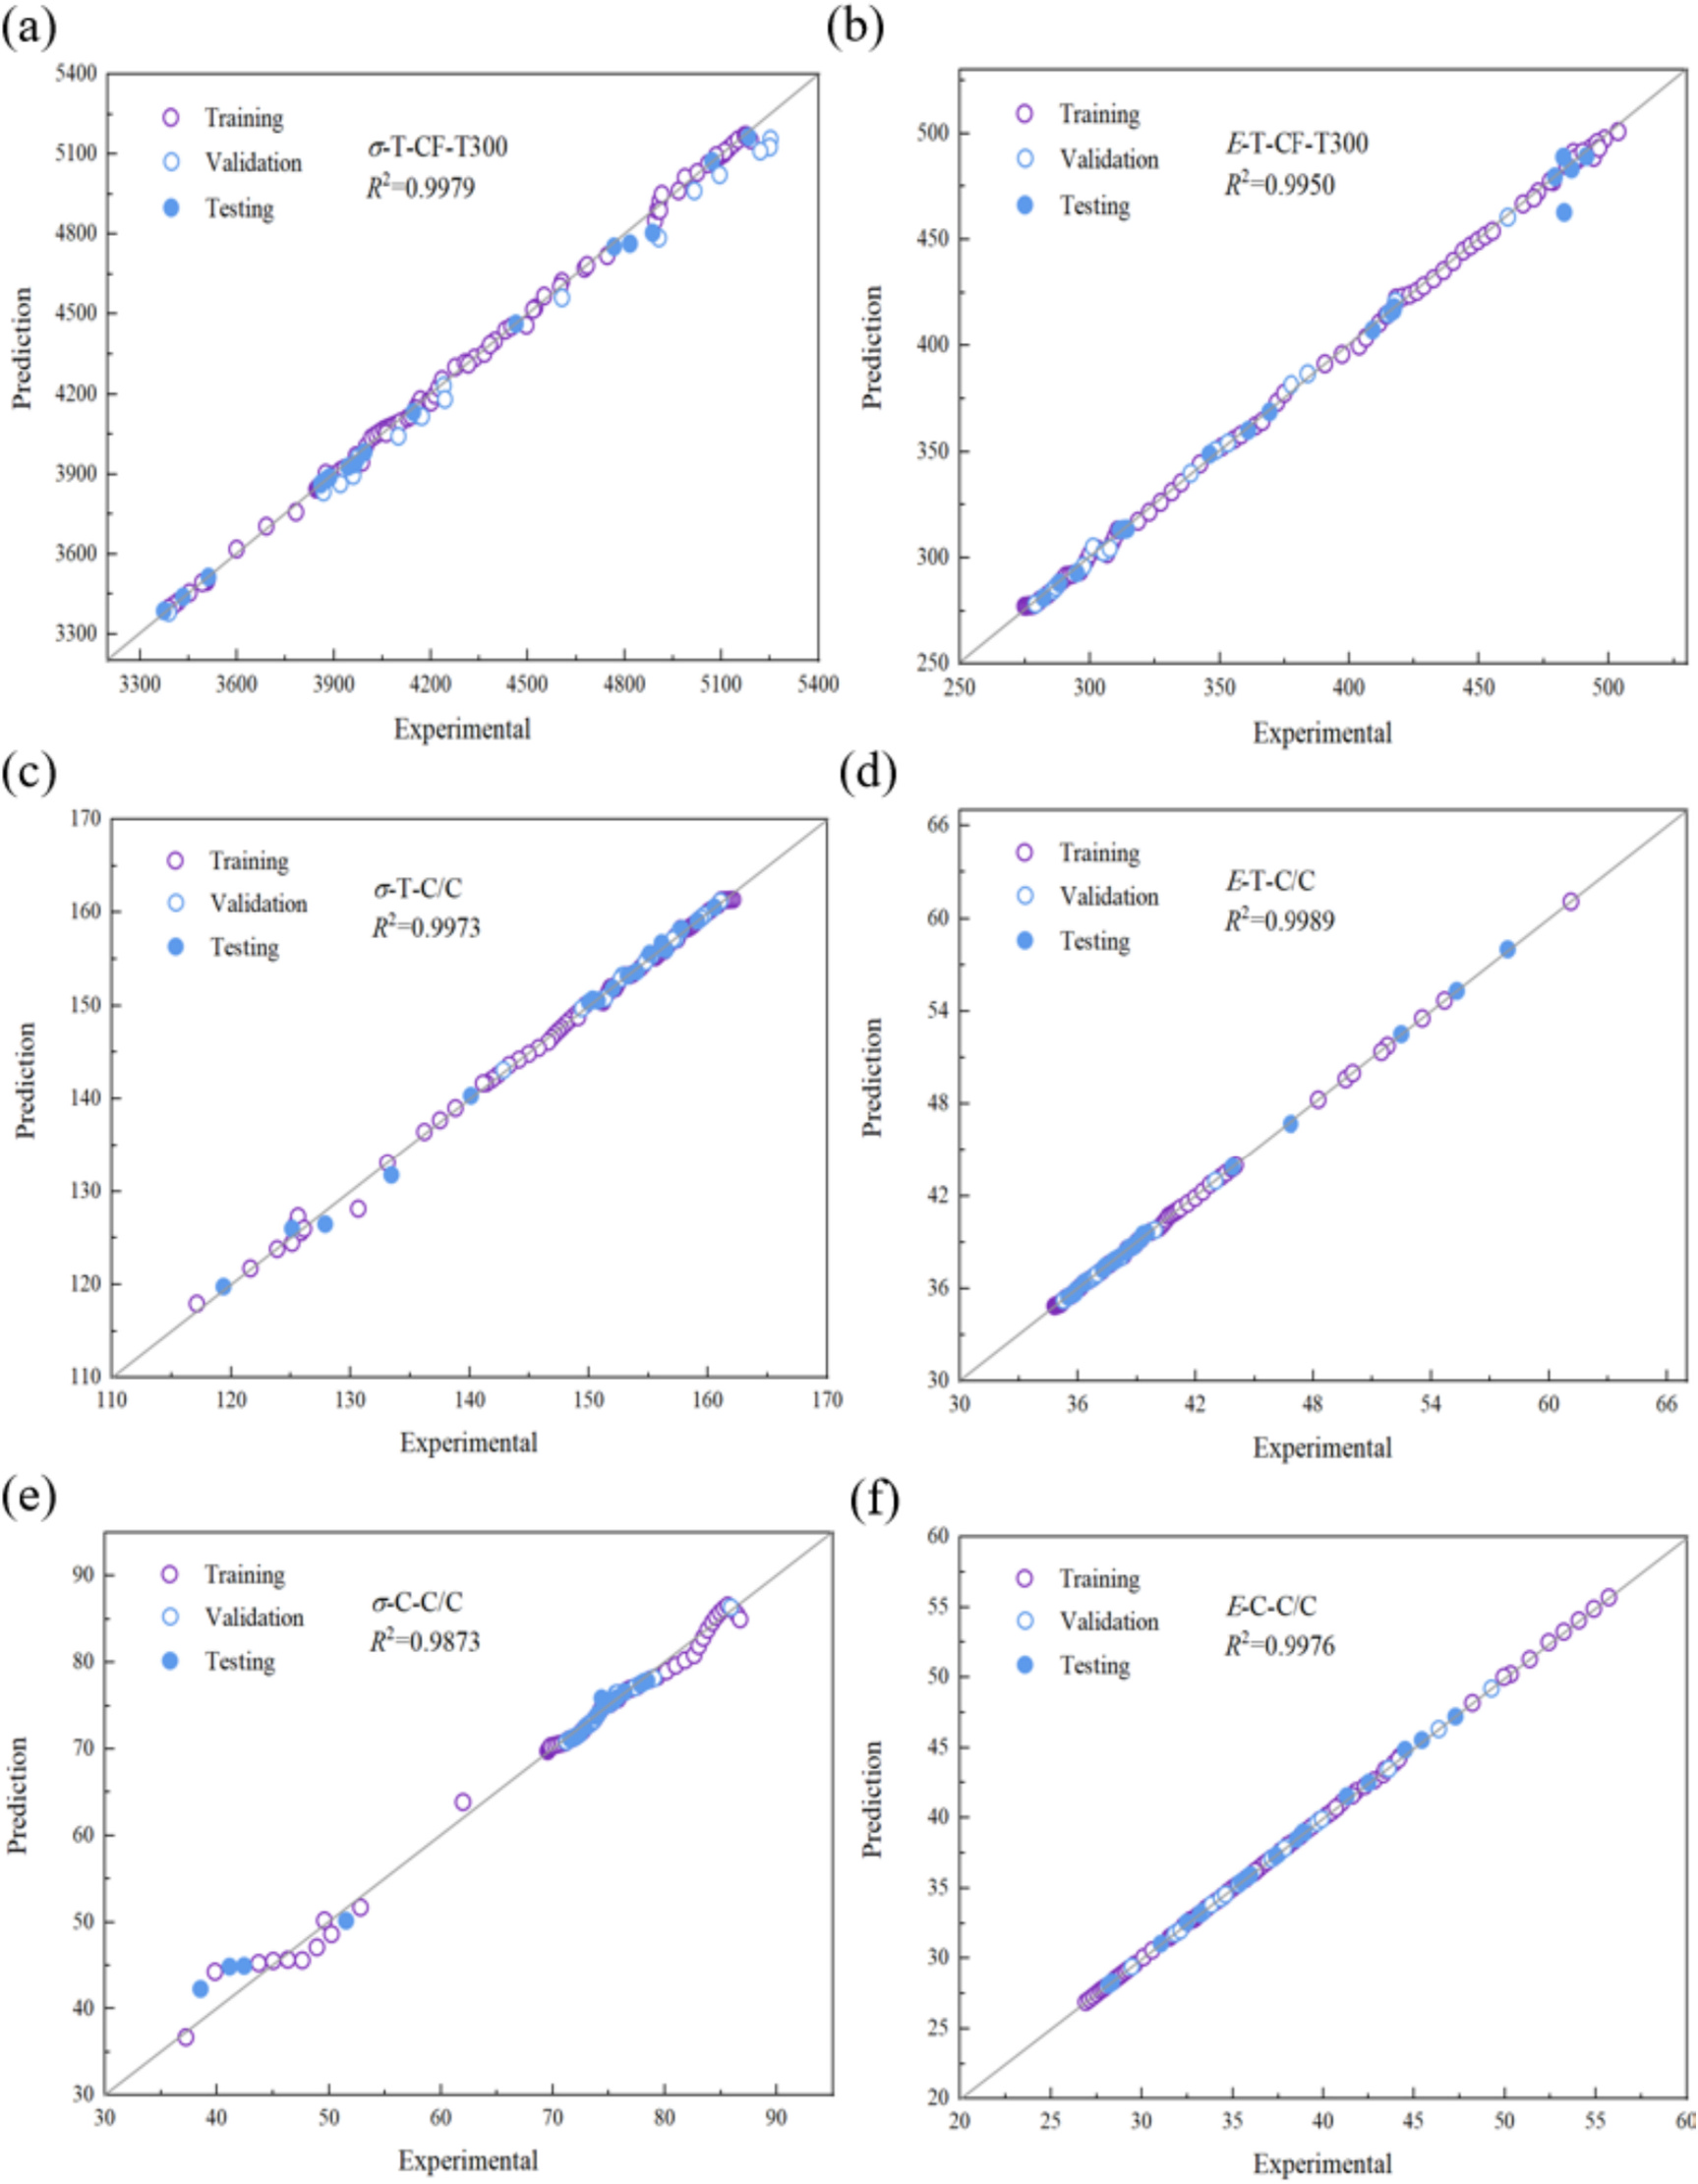 (a)
5400
5100
4800
4500
4200
3900
3600
3300
Prediction
Training
Validation
Testing
σ-T-CF-T300
R²=0.9979
3300 3600 3900 4200 4500 4800 5100 5400
Experimental
(b)
500
450
400
350
300
250
Prediction
Training
Validation
Testing
E-T-CF-T300
R²=0.9950
250 300 350 400 450 500
Experimental
(c)
170
160
150
140
130
120
110
Prediction
Training
Validation
Testing
σ-T-C/C
R²=0.9973
110 120 130 140 150 160 170
Experimental
(d)
66
60
54
48
42
36
30
Prediction
Training
Validation
Testing
E-T-C/C
R²=0.9989
30 36 42 48 54 60 66
Experimental
(e)
90
80
70
60
50
40
30
Prediction
Training
Validation
Testing
σ-C-C/C
R²=0.9873
30 40 50 60 70 80 90
Experimental
(f)
60
55
50
45
40
35
30
25
20
Prediction
Training
Validation
Testing
E-C-C/C
R²=0.9976
20 25 30 35 40 45 50 55 60
Experimental